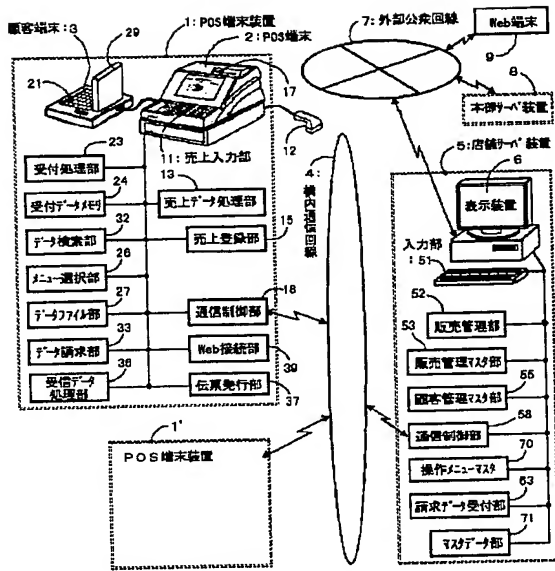 顧客端末:3
29
21
1:POS端末装置
2:POS端末
17
12
11:売上入力部
23
受付処理部
24
受付データメモリ
13
売上データ処理部
32
データ検索部
15
売上登録部
26
メニュー選択部
27
データファイル部
18
通信制御部
33
データ請求部
39
Web接続部
36
受信データ
処理部
37
伝票発行部
1'
POS端末装置
4:構内通信回線
7:外部公衆回線
Web端末
9
8
本部サーバ装置
5:店舗サーバ装置
6
表示装置
入力部
:51
52
販売管理部
53
販売管理マスタ部
55
顧客管理マスタ部
58
通信制御部
70
操作メニューマスタ
63
請求データ受付部
71
マスタデータ部